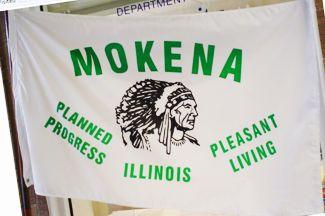 DEPARTMENT
MOKENA
PLANNED
PROGRESS
PLEASANT
LIVING
ILLINOIS